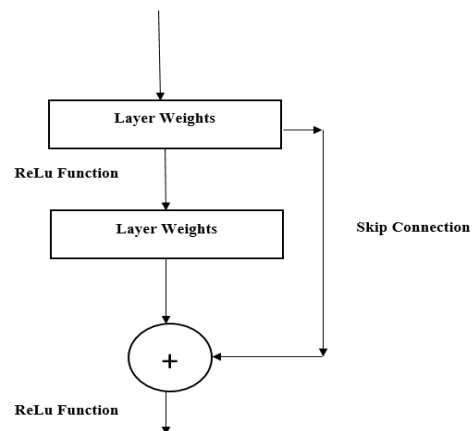 Layer Weights
ReLu Function
Layer Weights
Skip Connection
+
ReLu Function